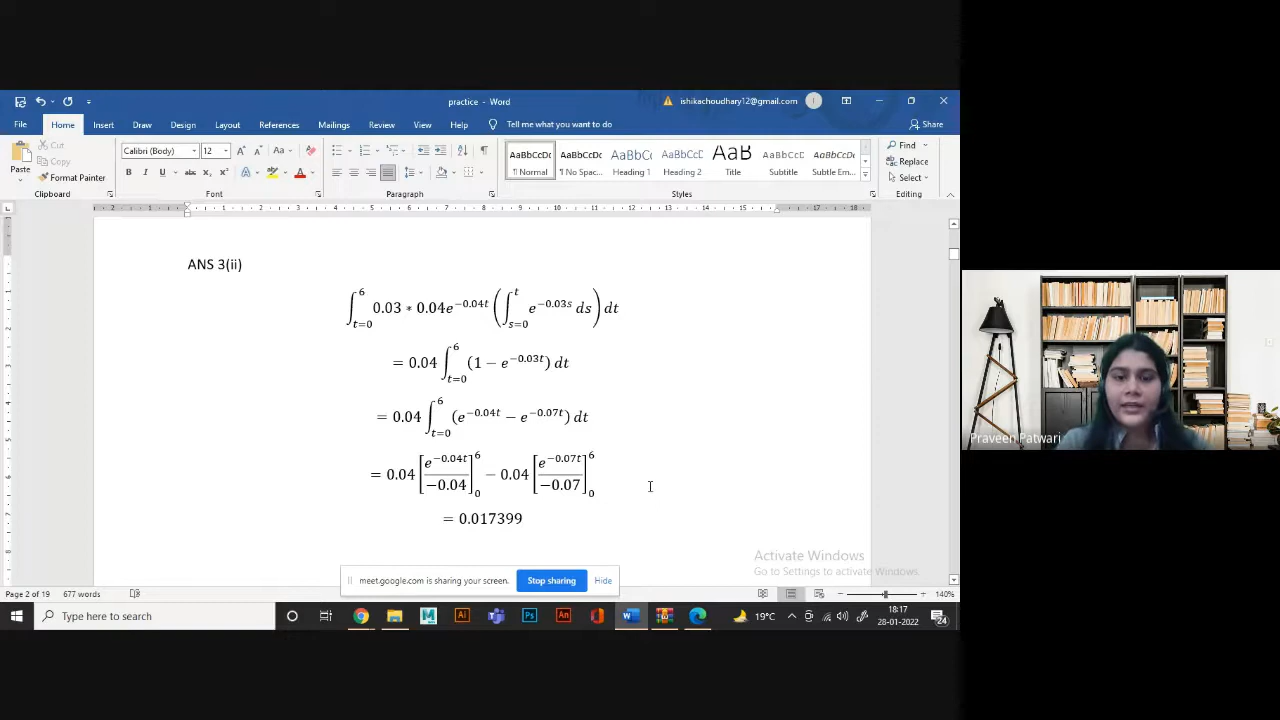 practice - Word
ishikachoudhary12@gmail.com
File Home Insert Draw Design Layout References Mailings Review View Help Tell me what you want to do Share
Paste
Cut
Copy
Format Painter
Clipboard
Calibri (Body) 12
Font
Paragraph
AaBbCcDc ¶ Normal
AaBbCcDc ¶ No Spac...
AaBbCc Heading 1
AaBbCcD Heading 2
AaB Title
AaBbCcD Subtitle
AaBbCcDc Subtle Em...
Styles
Find
Replace
Select
Editing
ANS 3(ii)
∫_{t=0}^{6} 0.03 ∗ 0.04e^{−0.04t} (∫_{s=0}^{t} e^{−0.03s} ds) dt
= 0.04 ∫_{t=0}^{6} (1 − e^{−0.03t}) dt
= 0.04 ∫_{t=0}^{6} (e^{−0.04t} − e^{−0.07t}) dt
= 0.04 [e^{−0.04t}/−0.04]_0^6 − 0.04 [e^{−0.07t}/−0.07]_0^6
= 0.017399
Praveen Patwari
Activate Windows
Go to Settings to activate Windows.
meet.google.com is sharing your screen. Stop sharing Hide
Page 2 of 19 677 words 140%
Type here to search
19°C
18:17
28-01-2022
24